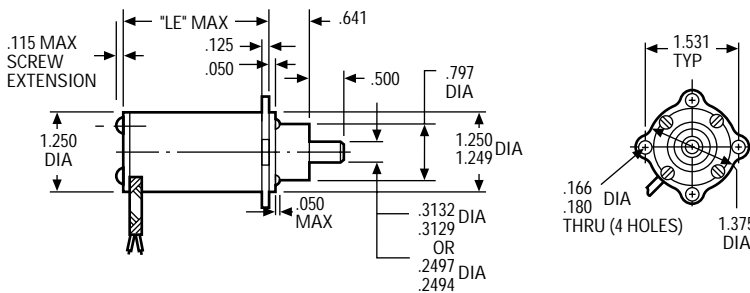 "LE" MAX
.641
.115 MAX
SCREW
EXTENSION
.125
.050
.500
.797
DIA
1.250
DIA
1.250
1.249
DIA
.050
MAX
.3132
.3129
DIA
OR
.2497
.2494
DIA
1.531
TYP
.166
.180
DIA
THRU (4 HOLES)
1.375
DIA